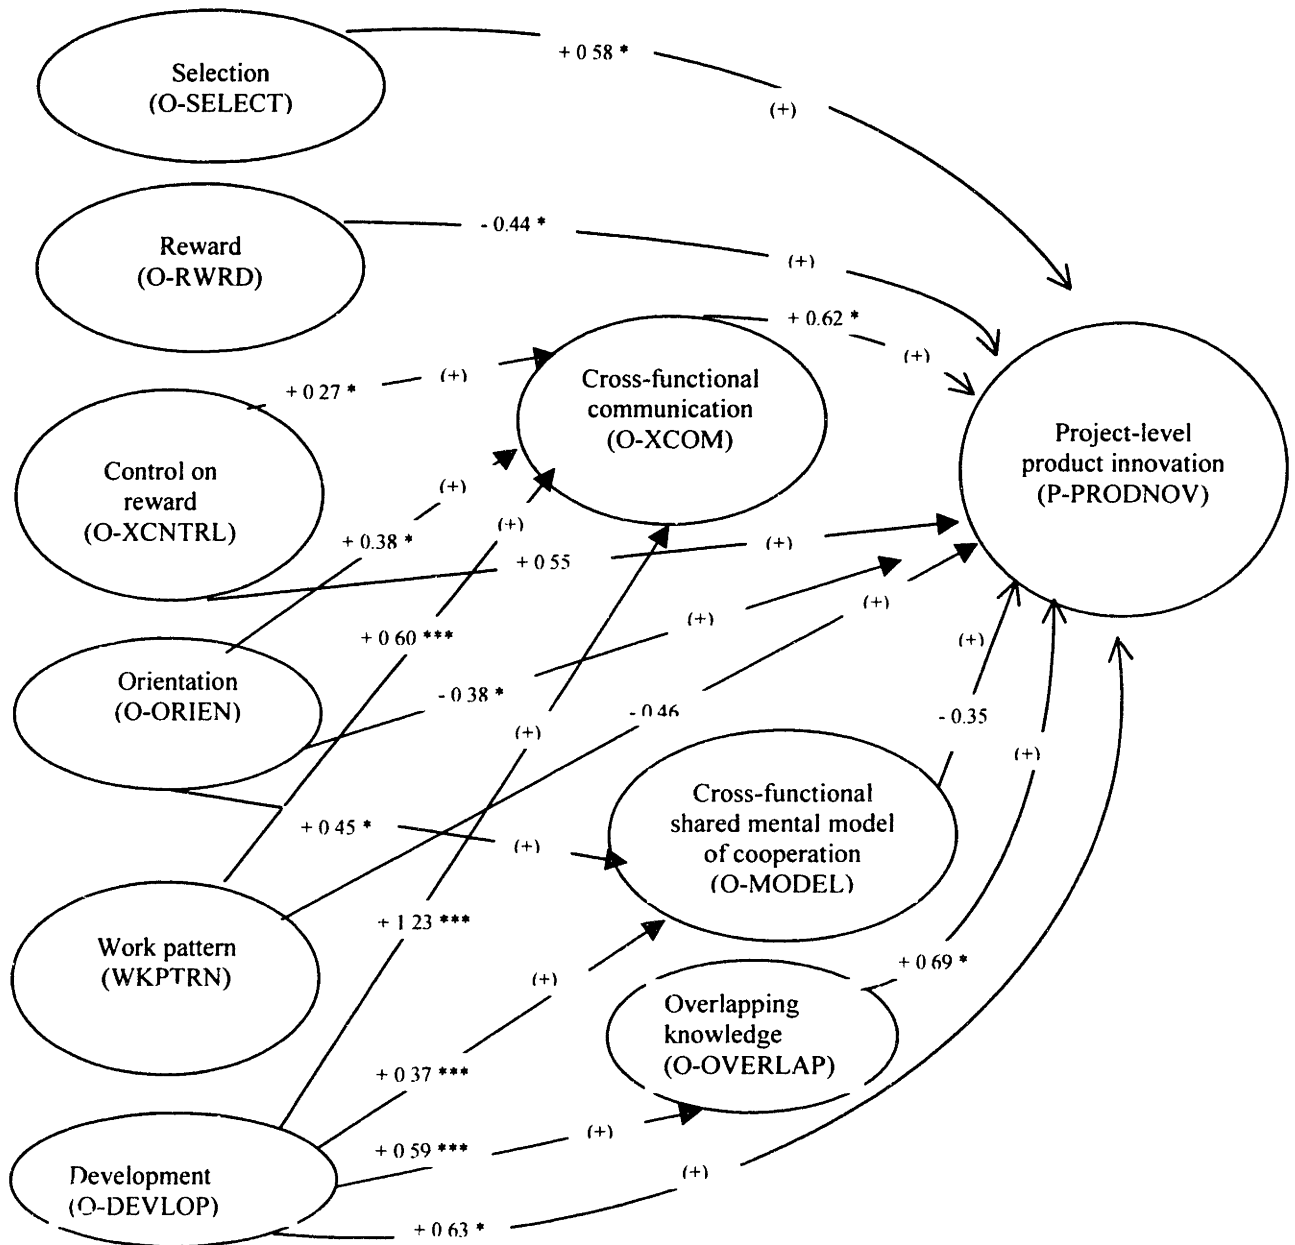 + 0 58 *
Selection
(O-SELECT)
(+)
- 0.44 *
Reward
(O-RWRD)
(+)
+ 0.62 *
(+)
+ 0.27 *
(+)
Cross-functional
communication
(O-XCOM)
Project-level
product innovation
(P-PRODNOV)
Control on
reward
(O-XCNTRL)
(+)
(+)
+ 0.38 *
+ 0 55
(+)
(+)
(+)
+ 0 60 ***
(+)
Orientation
(O-ORIEN)
- 0 38 *
- 0 46
- 0.35
(+)
(+)
+ 0 45 *
(+)
Cross-functional
shared mental model
of cooperation
(O-MODEL)
+ 1 23 ***
Work pattern
(WKPTRN)
(+)
+ 0 69 *
Overlapping
knowledge
(O-OVERLAP)
+ 0 37 ***
+ 0 59 ***
(+)
Development
(O-DEVLOP)
(+)
+ 0 63 *